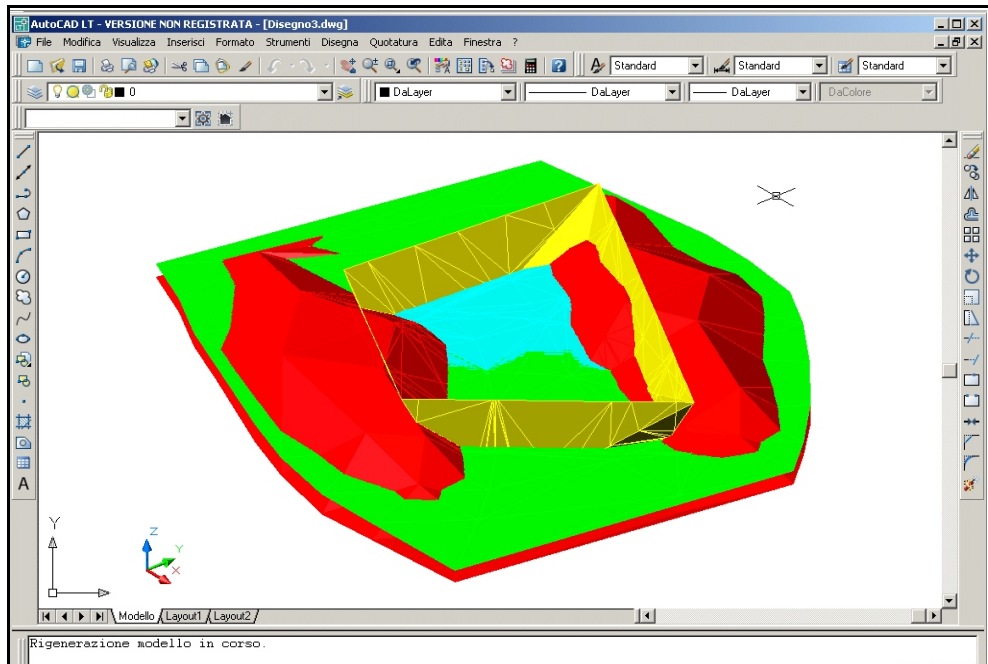 AutoCAD LT - VERSIONE NON REGISTRATA - [Disegno3.dwg]
File Modifica Visualizza Inserisci Formato Strumenti Disegna Quotatura Edita Finestra ?
Standard Standard Standard
0 DaLayer DaLayer DaLayer DaColore
A
Z
Y
Y
X
Modello Layout1 Layout2
Rigenerazione modello in corso.